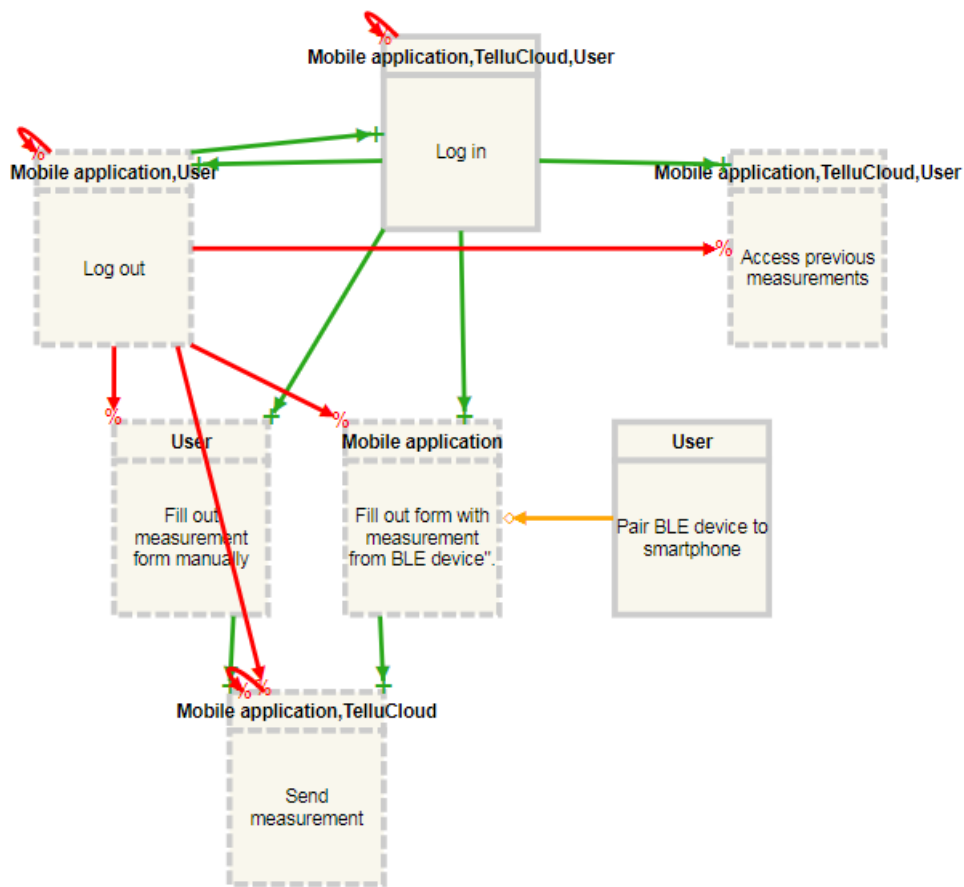 %
Mobile application,TelluCloud,User
Log in
%
Mobile application,User
Log out
+
+
+
Mobile application,TelluCloud,User
Access previous
measurements
%
%
+
User
Fill out
measurement
form manually
%
+
Mobile application
Fill out form with
measurement
from BLE device".
User
Pair BLE device to
smartphone
+
%
%
+
Mobile application,TelluCloud
Send
measurement